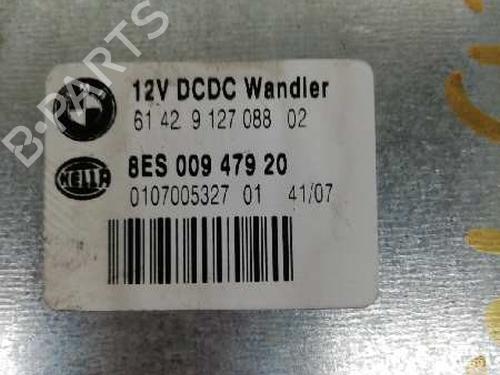 12V DCDC Wandler
61 42 9 127 088 02
HELLA
8ES 009 479 20
0107005327 01 41/07
B-PARTS